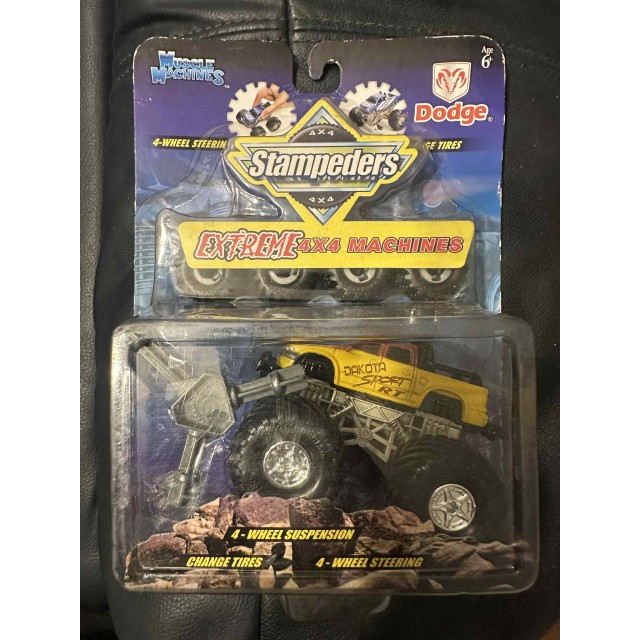 MUSCLE
MACHINES
Age
6+
Dodge
4-WHEEL STEERIN
GE TIRES
4X4
Stampeders
4X4
EXTREME 4X4 MACHINES
DAKOTA
SPORT
RT
4 - WHEEL SUSPENSION
CHANGE TIRES
4 - WHEEL STEERING